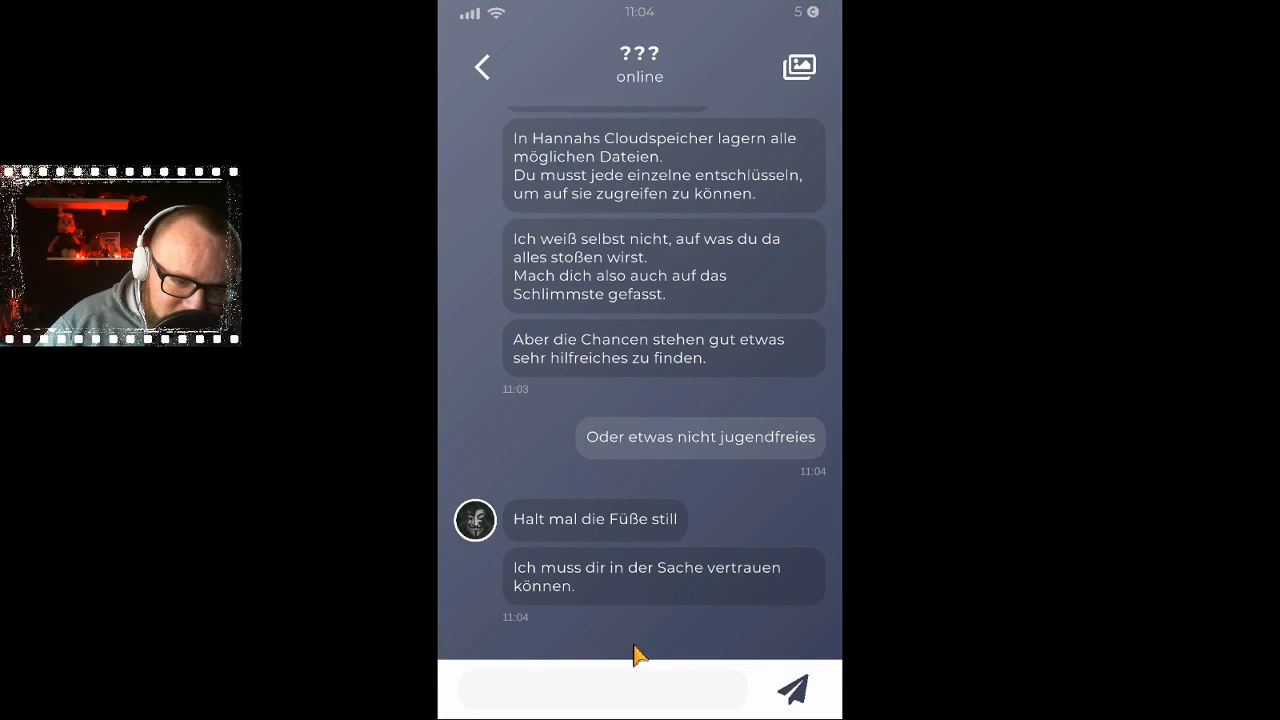 11:04
5
???
online
In Hannahs Cloudspeicher lagern alle
möglichen Dateien.
Du musst jede einzelne entschlüsseln,
um auf sie zugreifen zu können.
Ich weiß selbst nicht, auf was du da
alles stoßen wirst.
Mach dich also auch auf das
Schlimmste gefasst.
Aber die Chancen stehen gut etwas
sehr hilfreiches zu finden.
11:03
Oder etwas nicht jugendfreies
11:04
Halt mal die Füße still
Ich muss dir in der Sache vertrauen
können.
11:04